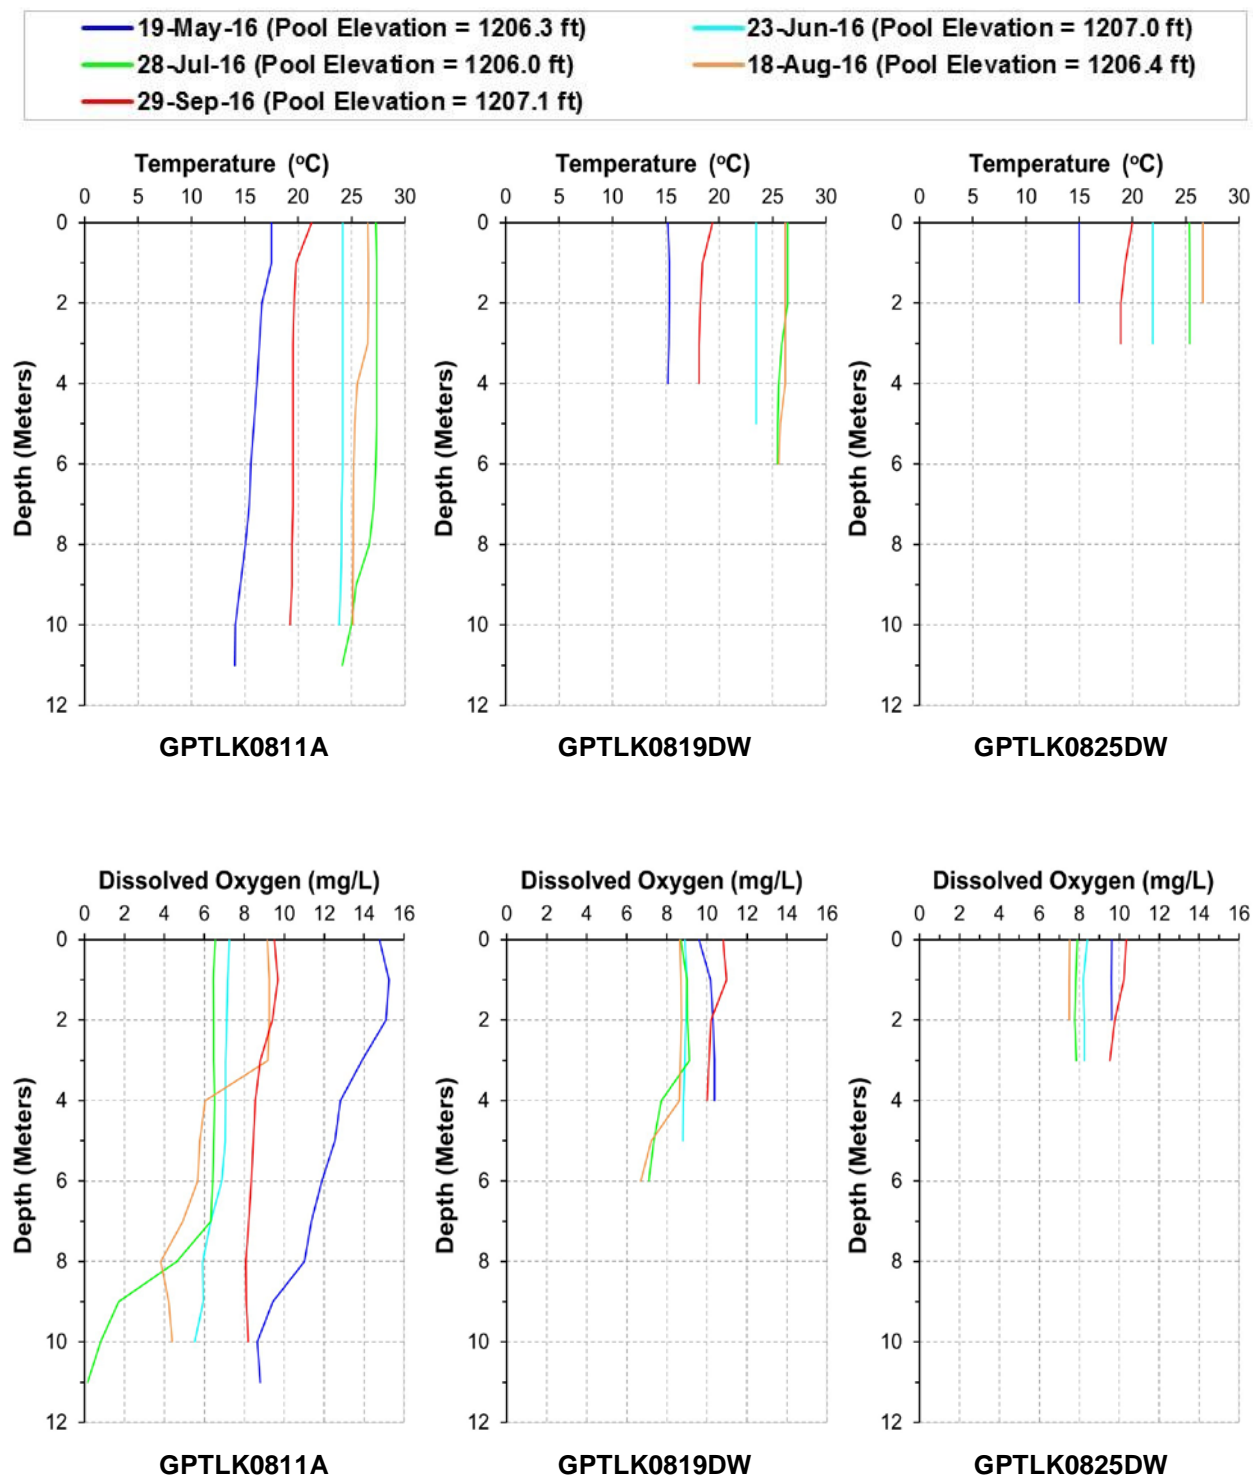 19-May-16 (Pool Elevation = 1206.3 ft) 23-Jun-16 (Pool Elevation = 1207.0 ft)
28-Jul-16 (Pool Elevation = 1206.0 ft) 18-Aug-16 (Pool Elevation = 1206.4 ft)
29-Sep-16 (Pool Elevation = 1207.1 ft)
Temperature (°C)
0 5 10 15 20 25 30
Depth (Meters)
0
2
4
6
8
10
12
GPTLK0811A
Temperature (°C)
0 5 10 15 20 25 30
Depth (Meters)
0
2
4
6
8
10
12
GPTLK0819DW
Temperature (°C)
0 5 10 15 20 25 30
Depth (Meters)
0
2
4
6
8
10
12
GPTLK0825DW
Dissolved Oxygen (mg/L)
0 2 4 6 8 10 12 14 16
Depth (Meters)
0
2
4
6
8
10
12
GPTLK0811A
Dissolved Oxygen (mg/L)
0 2 4 6 8 10 12 14 16
Depth (Meters)
0
2
4
6
8
10
12
GPTLK0819DW
Dissolved Oxygen (mg/L)
0 2 4 6 8 10 12 14 16
Depth (Meters)
0
2
4
6
8
10
12
GPTLK0825DW